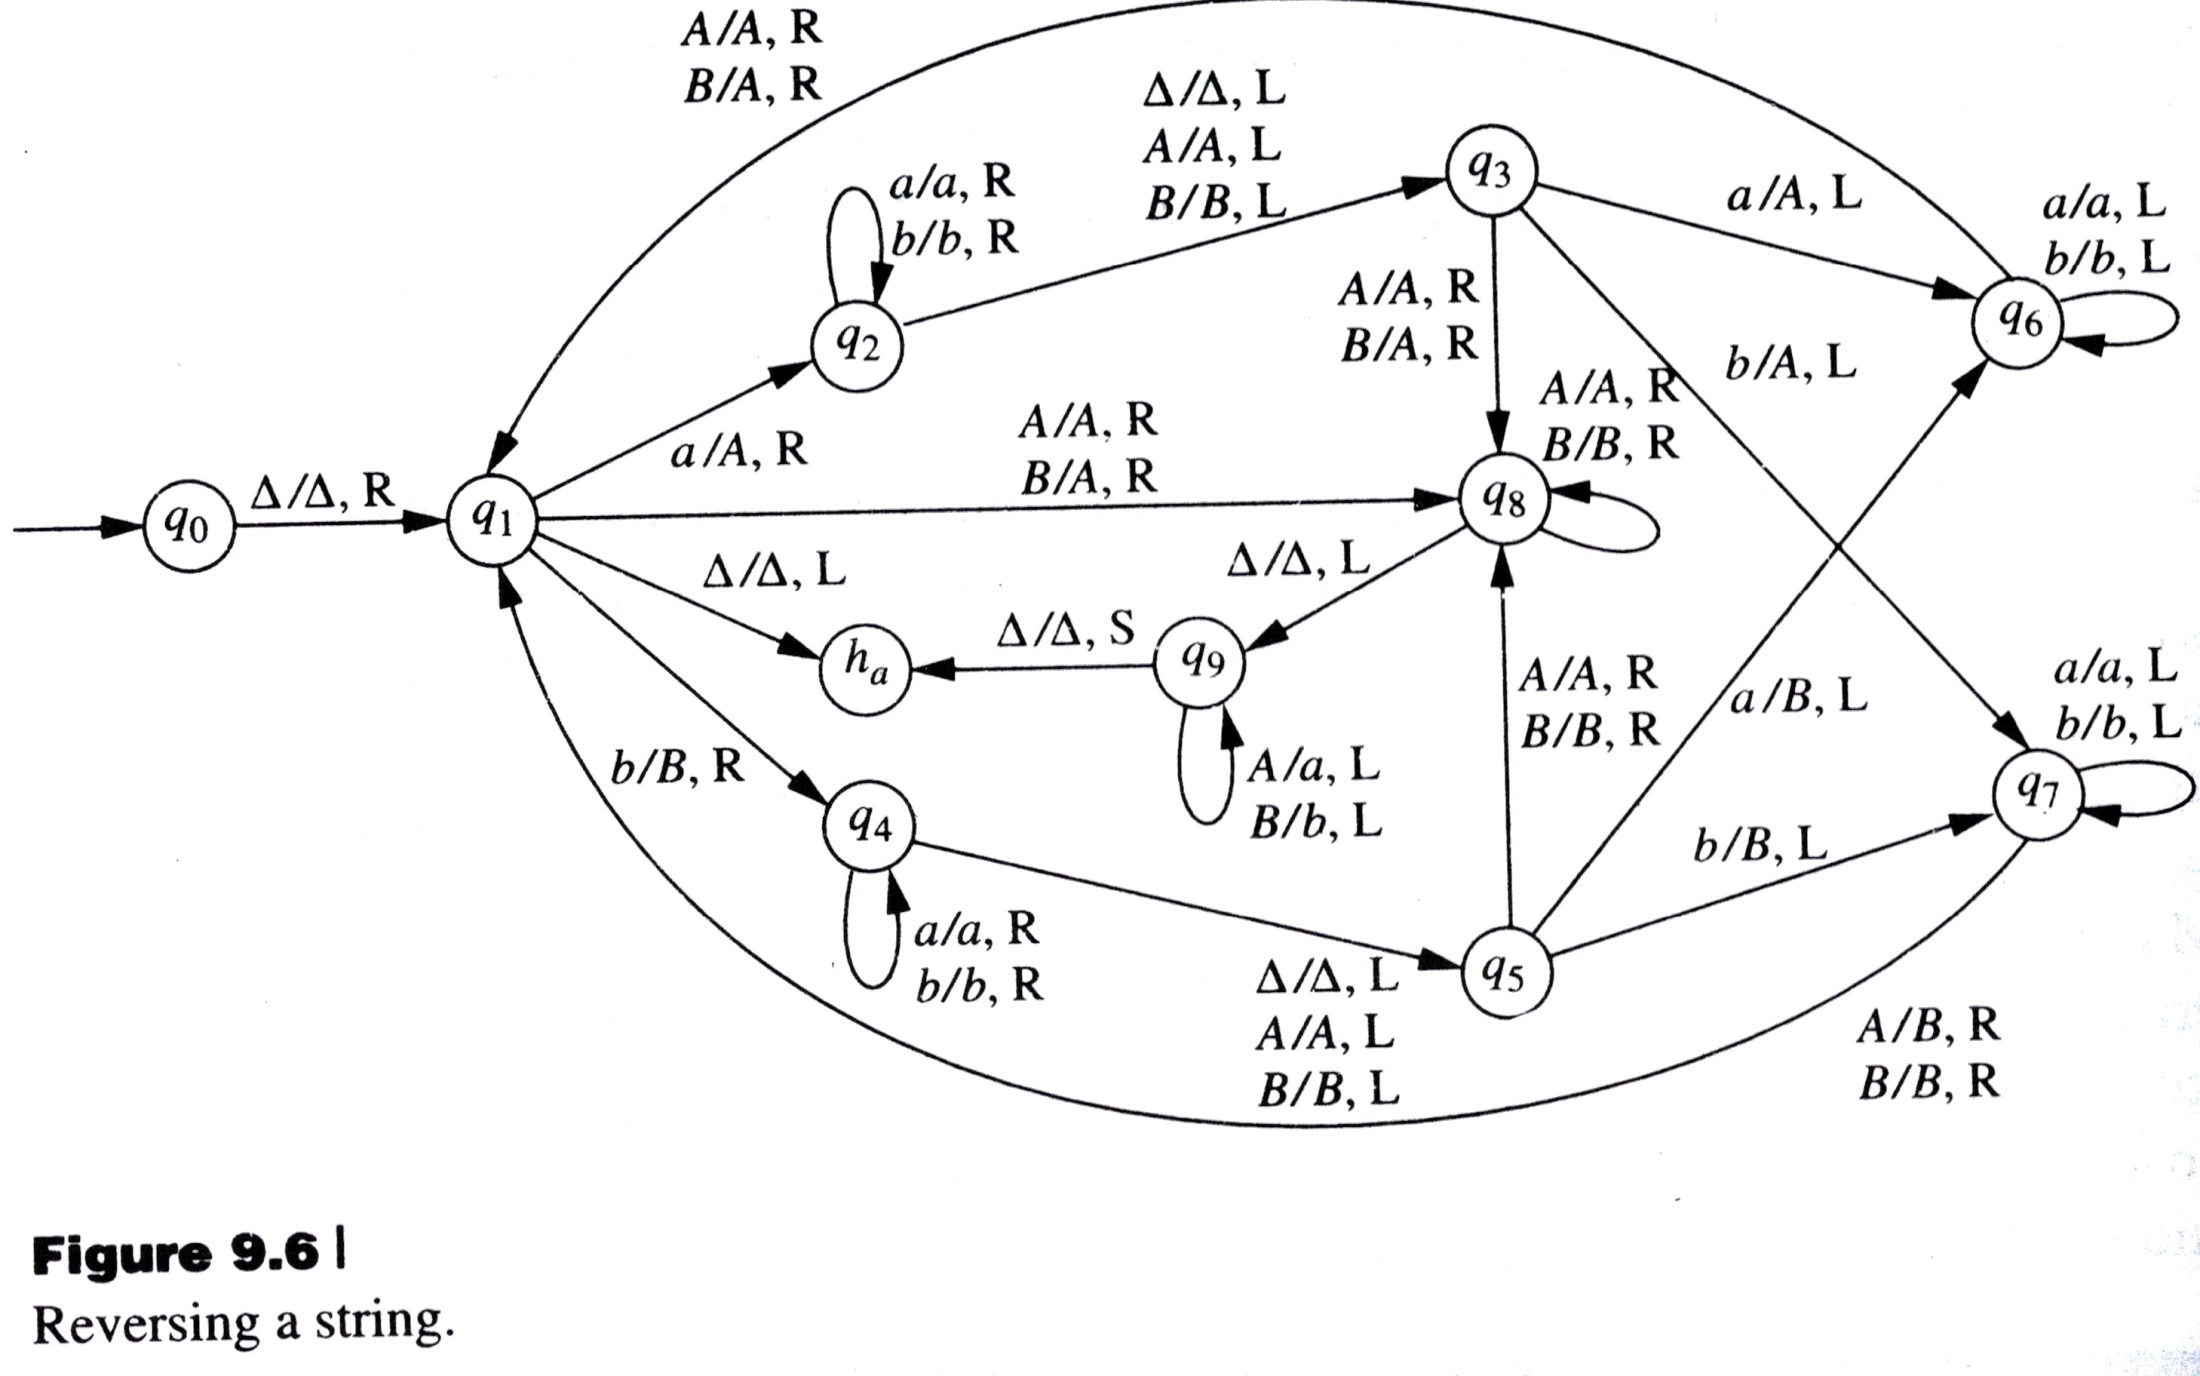 A/A, R
B/A, R
Δ/Δ, L
A/A, L
B/B, L
a/a, R
b/b, R
q3
a/A, L
a/a, L
b/b, L
q6
q2
A/A, R
B/A, R
b/A, L
A/A, R
B/B, R
a/A, R
A/A, R
B/A, R
q0
Δ/Δ, R
q1
q8
Δ/Δ, L
Δ/Δ, L
ha
Δ/Δ, S
q9
A/A, R
B/B, R
a/B, L
a/a, L
b/b, L
q7
b/B, R
A/a, L
B/b, L
q4
b/B, L
a/a, R
b/b, R
q5
Δ/Δ, L
A/A, L
B/B, L
A/B, R
B/B, R
Figure 9.6 |
Reversing a string.